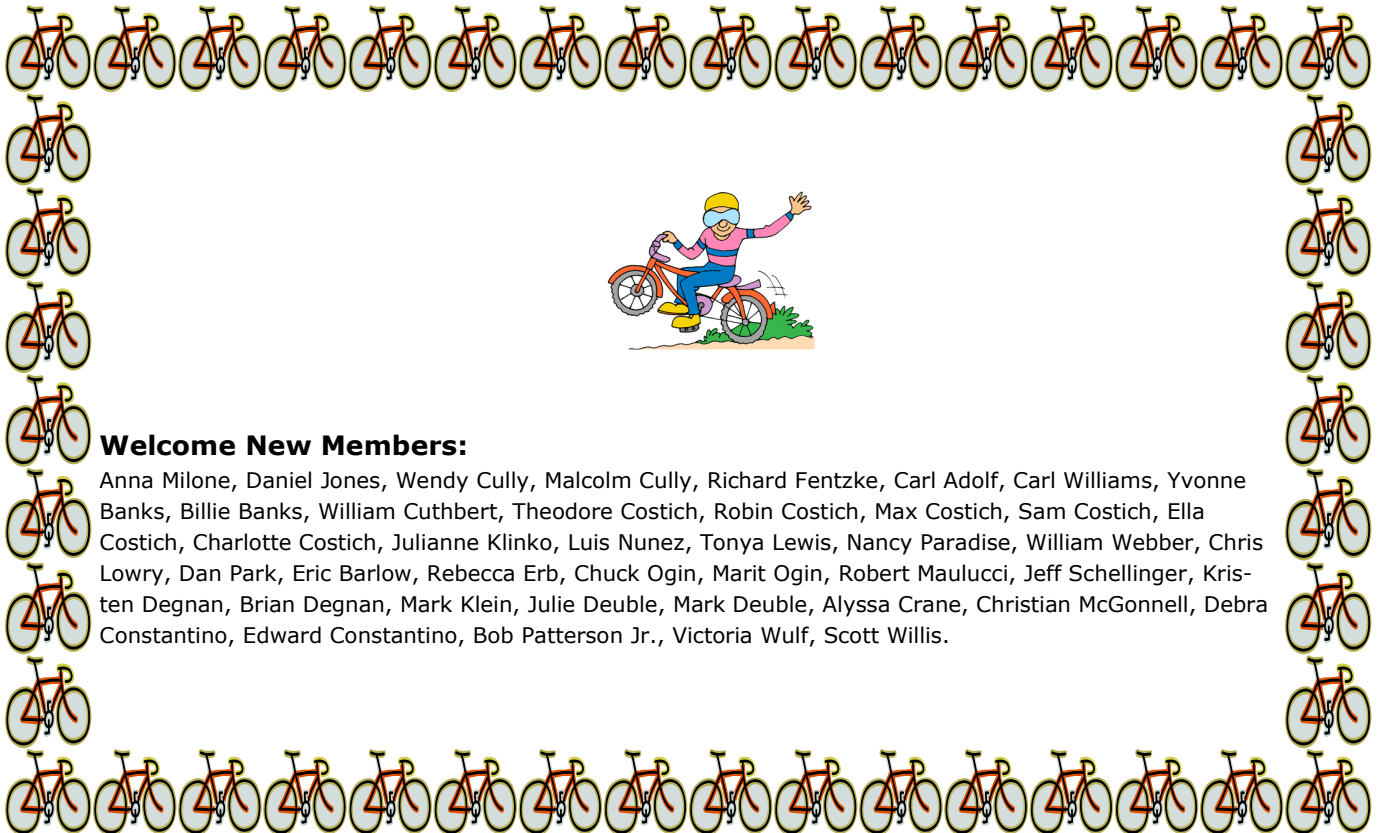 Welcome New Members:
Anna Milone, Daniel Jones, Wendy Cully, Malcolm Cully, Richard Fentzke, Carl Adolf, Carl Williams, Yvonne
Banks, Billie Banks, William Cuthbert, Theodore Costich, Robin Costich, Max Costich, Sam Costich, Ella
Costich, Charlotte Costich, Julianne Klinko, Luis Nunez, Tonya Lewis, Nancy Paradise, William Webber, Chris
Lowry, Dan Park, Eric Barlow, Rebecca Erb, Chuck Ogin, Marit Ogin, Robert Maulucci, Jeff Schellinger, Kris-
ten Degnan, Brian Degnan, Mark Klein, Julie Deuble, Mark Deuble, Alyssa Crane, Christian McGonnell, Debra
Constantino, Edward Constantino, Bob Patterson Jr., Victoria Wulf, Scott Willis.